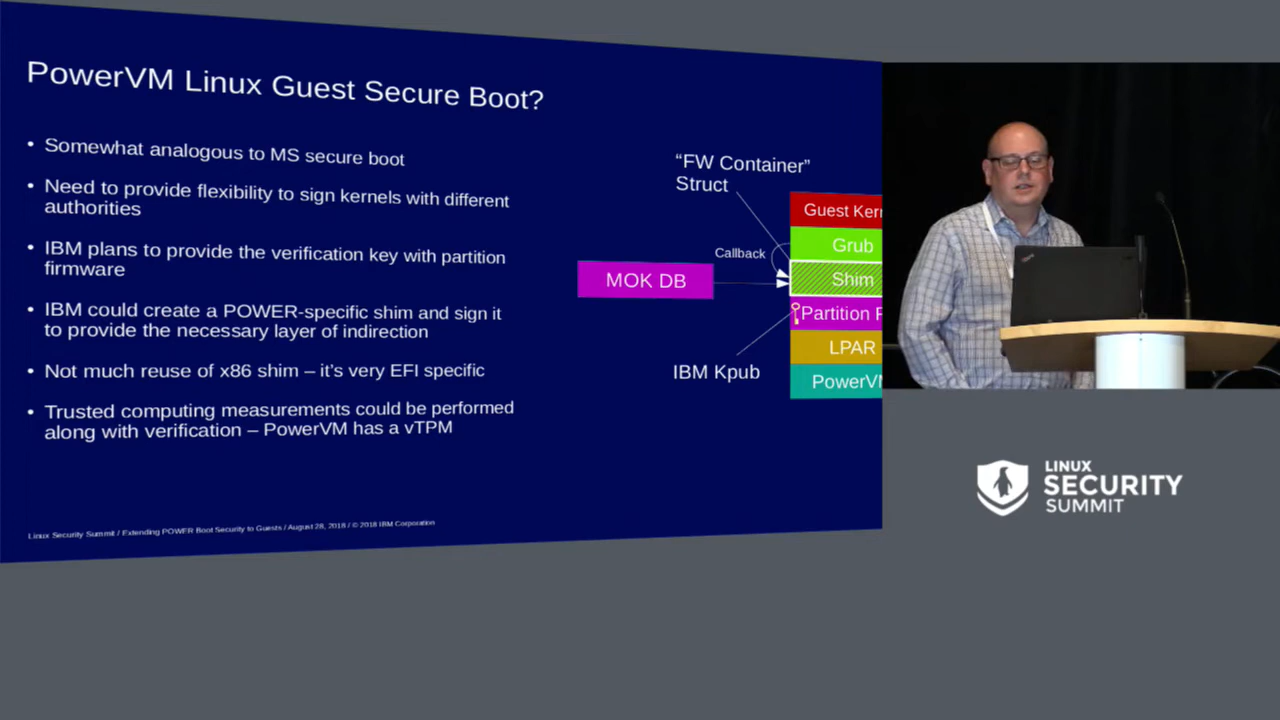 PowerVM Linux Guest Secure Boot?
• Somewhat analogous to MS secure boot
• Need to provide flexibility to sign kernels with different
authorities
• IBM plans to provide the verification key with partition
firmware
• IBM could create a POWER-specific shim and sign it
to provide the necessary layer of indirection
• Not much reuse of x86 shim – it's very EFI specific
• Trusted computing measurements could be performed
along with verification – PowerVM has a vTPM
“FW Container”
Struct
Guest Kern
Callback
Grub
MOK DB
Shim
Partition F
LPAR
IBM Kpub
PowerVM
Linux Security Summit / Extending POWER Boot Security to Guests / August 28, 2018 / © 2018 IBM Corporation
LINUX
SECURITY
SUMMIT